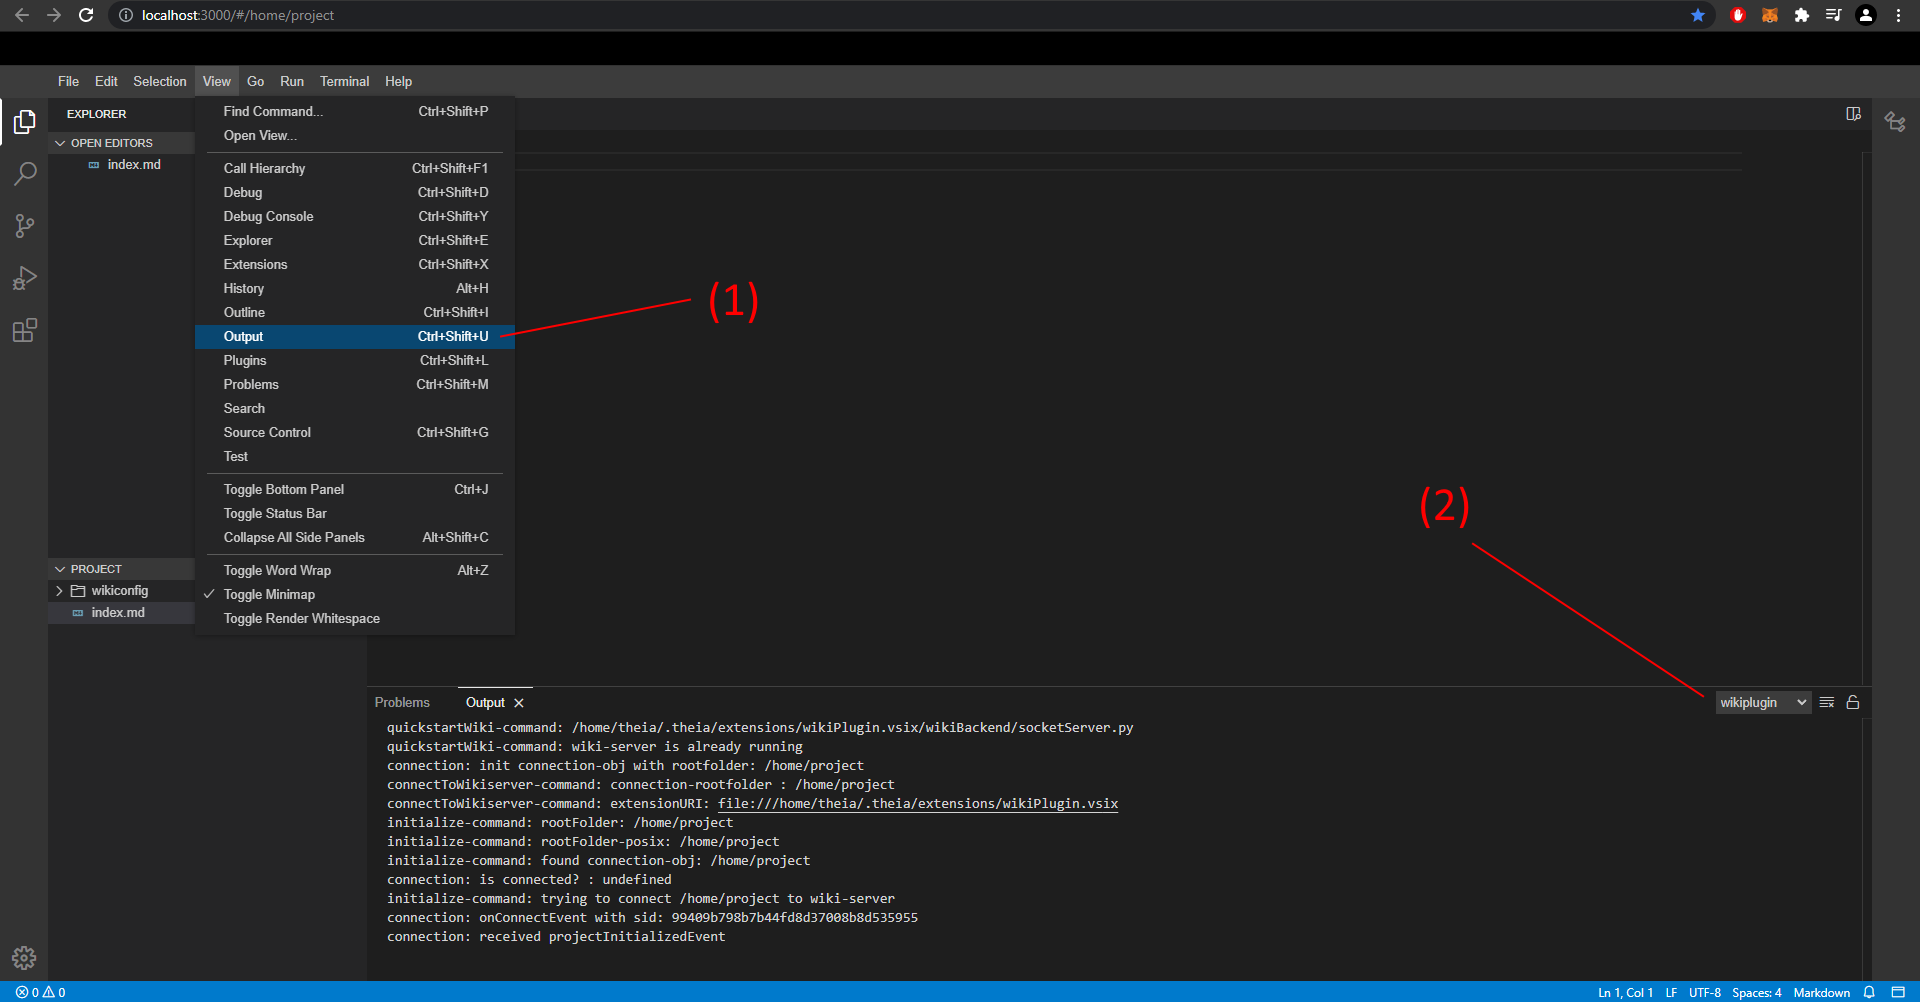 localhost:3000/#/home/project
File Edit Selection View Go Run Terminal Help
EXPLORER
OPEN EDITORS
index.md
Find Command... Ctrl+Shift+P
Open View...
Call Hierarchy Ctrl+Shift+F1
Debug Ctrl+Shift+D
Debug Console Ctrl+Shift+Y
Explorer Ctrl+Shift+E
Extensions Ctrl+Shift+X
History Alt+H
Outline Ctrl+Shift+I
Output Ctrl+Shift+U
Plugins Ctrl+Shift+L
Problems Ctrl+Shift+M
Search
Source Control Ctrl+Shift+G
Test
Toggle Bottom Panel Ctrl+J
Toggle Status Bar
Collapse All Side Panels Alt+Shift+C
Toggle Word Wrap Alt+Z
Toggle Minimap
Toggle Render Whitespace
(1)
(2)
PROJECT
wikiconfig
index.md
Problems Output wikiplugin
quickstartWiki-command: /home/theia/.theia/extensions/wikiPlugin.vsix/wikiBackend/socketServer.py
quickstartWiki-command: wiki-server is already running
connection: init connection-obj with rootfolder: /home/project
connectToWikiserver-command: connection-rootfolder : /home/project
connectToWikiserver-command: extensionURI: file:///home/theia/.theia/extensions/wikiPlugin.vsix
initialize-command: rootFolder: /home/project
initialize-command: rootFolder-posix: /home/project
initialize-command: found connection-obj: /home/project
connection: is connected? : undefined
initialize-command: trying to connect /home/project to wiki-server
connection: onConnectEvent with sid: 99409b798b7b44fd8d37008b8d535955
connection: received projectInitializedEvent
0 0 Ln 1, Col 1 LF UTF-8 Spaces: 4 Markdown